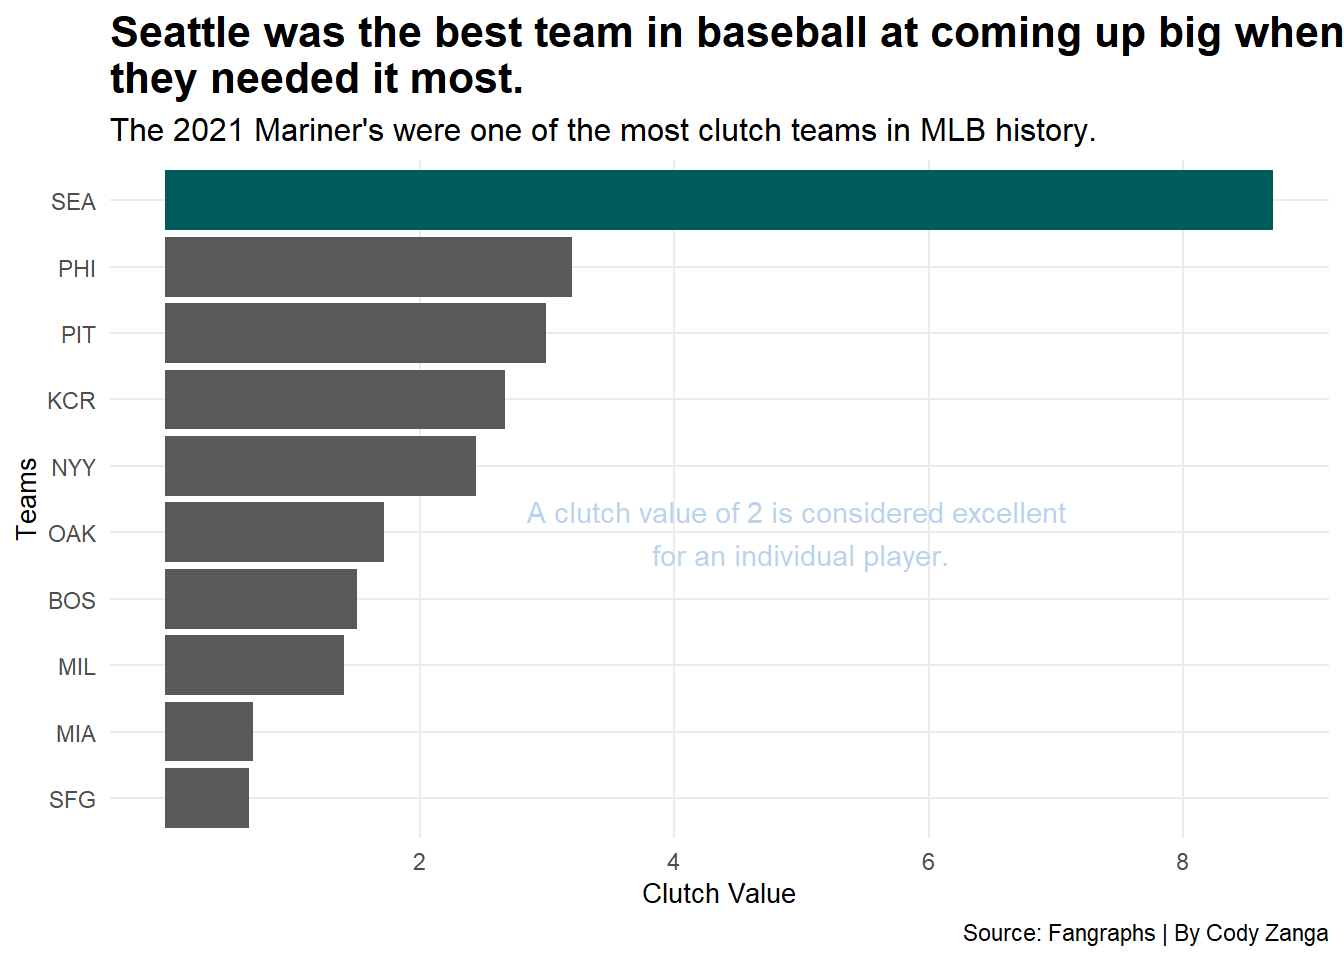 Seattle was the best team in baseball at coming up big when
they needed it most.
The 2021 Mariner's were one of the most clutch teams in MLB history.
SEA
PHI
PIT
KCR
NYY
OAK
BOS
MIL
MIA
SFG
Teams
A clutch value of 2 is considered excellent
for an individual player.
2 4 6 8
Clutch Value
Source: Fangraphs | By Cody Zanga